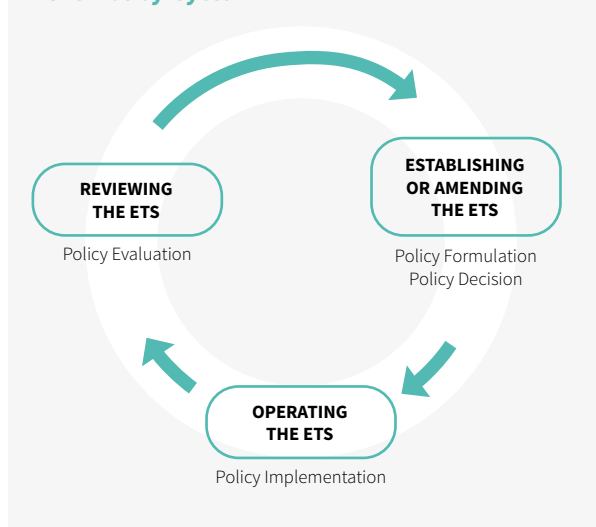 REVIEWING
THE ETS
Policy Evaluation
ESTABLISHING
OR AMENDING
THE ETS
Policy Formulation
Policy Decision
OPERATING
THE ETS
Policy Implementation